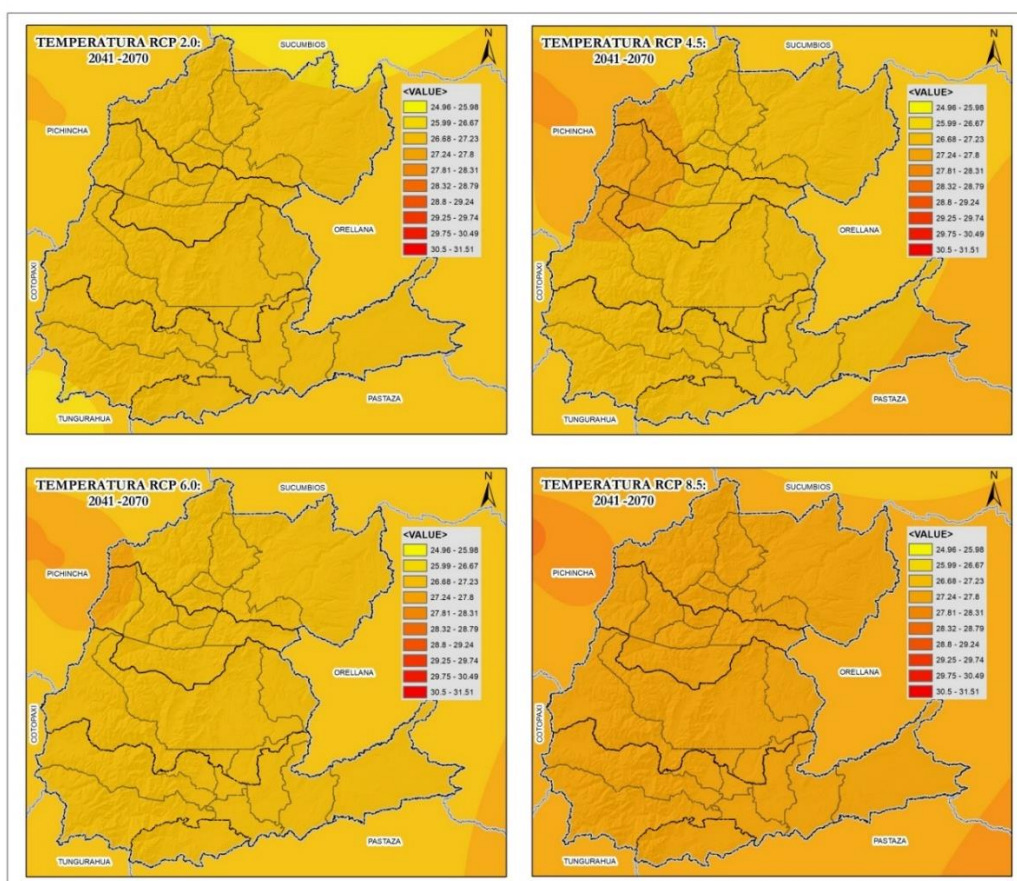 TEMPERATURA RCP 2.0:
2041 -2070
SUCUMBIOS
N
<VALUE>
24.96 - 25.98
25.99 - 26.67
26.68 - 27.23
27.24 - 27.8
27.81 - 28.31
28.32 - 28.79
28.8 - 29.24
29.25 - 29.74
29.75 - 30.49
30.5 - 31.51
PICHINCHA
ORELLANA
COTOPAXI
PASTAZA
TUNGURAHUA
TEMPERATURA RCP 4.5:
2041 -2070
SUCUMBIOS
N
<VALUE>
24.96 - 25.98
25.99 - 26.67
26.68 - 27.23
27.24 - 27.8
27.81 - 28.31
28.32 - 28.79
28.8 - 29.24
29.25 - 29.74
29.75 - 30.49
30.5 - 31.51
PICHINCHA
ORELLANA
COTOPAXI
PASTAZA
TUNGURAHUA
TEMPERATURA RCP 6.0:
2041 -2070
SUCUMBIOS
N
<VALUE>
24.96 - 25.98
25.99 - 26.67
26.68 - 27.23
27.24 - 27.8
27.81 - 28.31
28.32 - 28.79
28.8 - 29.24
29.25 - 29.74
29.75 - 30.49
30.5 - 31.51
PICHINCHA
ORELLANA
COTOPAXI
PASTAZA
TUNGURAHUA
TEMPERATURA RCP 8.5:
2041 -2070
SUCUMBIOS
N
<VALUE>
24.96 - 25.98
25.99 - 26.67
26.68 - 27.23
27.24 - 27.8
27.81 - 28.31
28.32 - 28.79
28.8 - 29.24
29.25 - 29.74
29.75 - 30.49
30.5 - 31.51
PICHINCHA
ORELLANA
COTOPAXI
PASTAZA
TUNGURAHUA